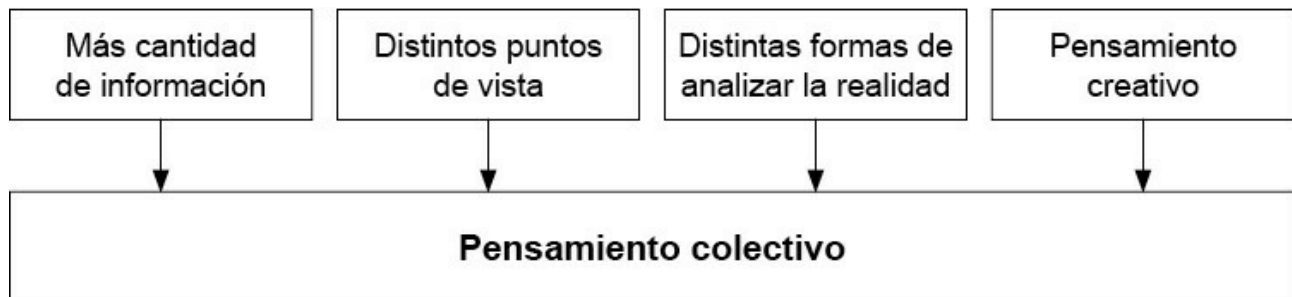 Más cantidad
de información
Distintos puntos
de vista
Distintas formas de
analizar la realidad
Pensamiento
creativo
Pensamiento colectivo